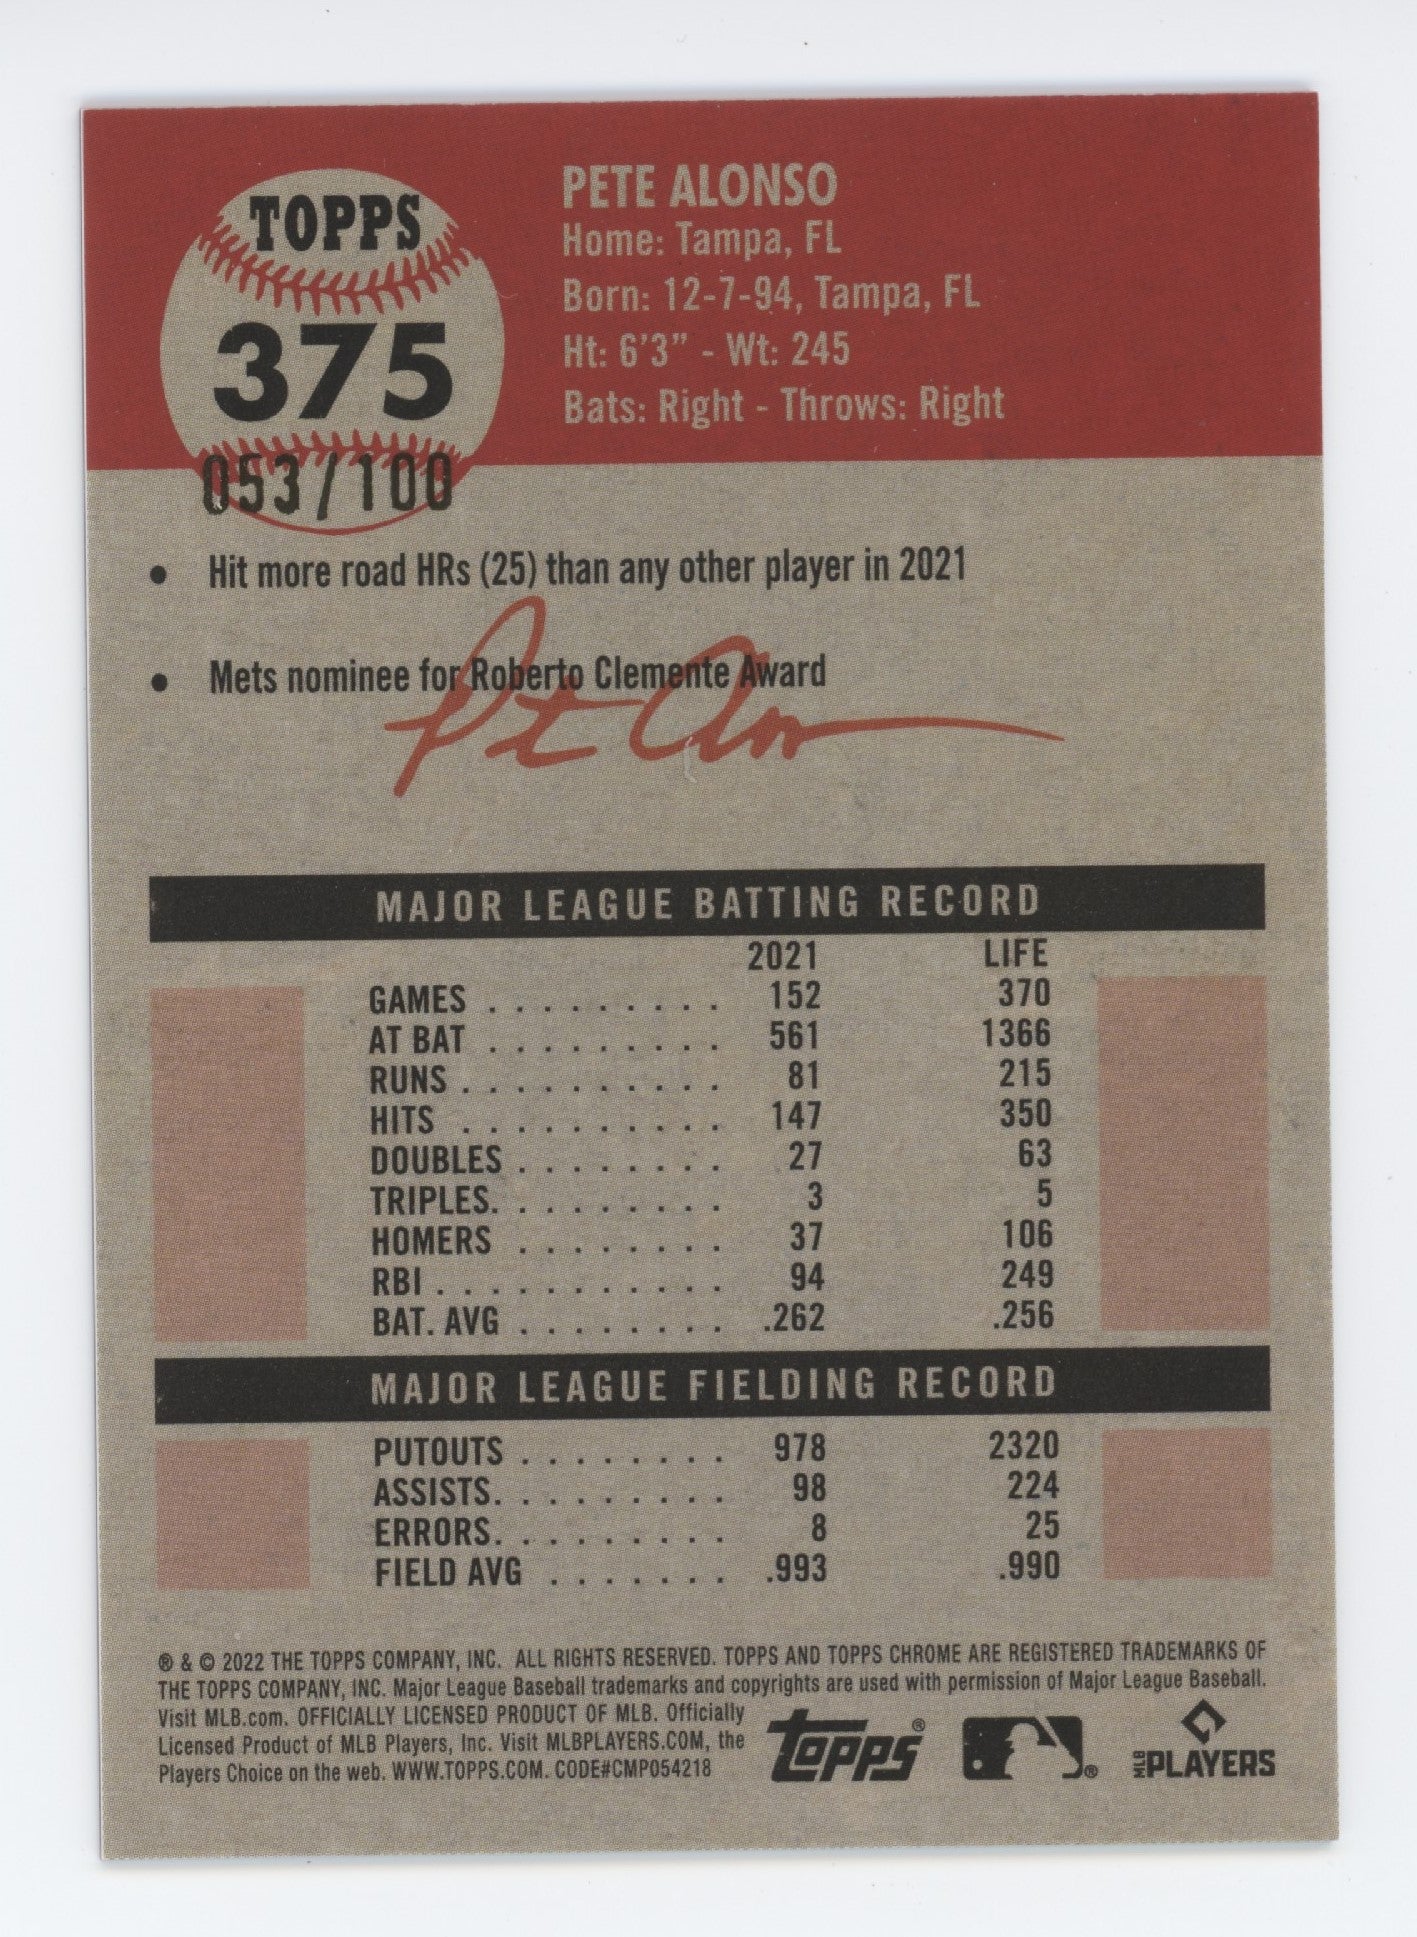 TOPPS
375
053/100
PETE ALONSO
Home: Tampa, FL
Born: 12-7-94, Tampa, FL
Ht: 6'3" - Wt: 245
Bats: Right - Throws: Right
• Hit more road HRs (25) than any other player in 2021
• Mets nominee for Roberto Clemente Award
MAJOR LEAGUE BATTING RECORD
2021 LIFE
GAMES . . . . . . . . . 152 370
AT BAT . . . . . . . . . 561 1366
RUNS . . . . . . . . . . 81 215
HITS . . . . . . . . . . 147 350
DOUBLES . . . . . . . . 27 63
TRIPLES. . . . . . . . . 3 5
HOMERS . . . . . . . . 37 106
RBI . . . . . . . . . . . 94 249
BAT. AVG . . . . . . . . .262 .256
MAJOR LEAGUE FIELDING RECORD
PUTOUTS . . . . . . . . 978 2320
ASSISTS. . . . . . . . . 98 224
ERRORS. . . . . . . . . 8 25
FIELD AVG . . . . . . . .993 .990
® & © 2022 THE TOPPS COMPANY, INC. ALL RIGHTS RESERVED. TOPPS AND TOPPS CHROME ARE REGISTERED TRADEMARKS OF
THE TOPPS COMPANY, INC. Major League Baseball trademarks and copyrights are used with permission of Major League Baseball.
Visit MLB.com. OFFICIALLY LICENSED PRODUCT OF MLB. Officially
Licensed Product of MLB Players, Inc. Visit MLBPLAYERS.COM, the
Players Choice on the web. WWW.TOPPS.COM. CODE#CMP054218
Topps®
®
MLB PLAYERS